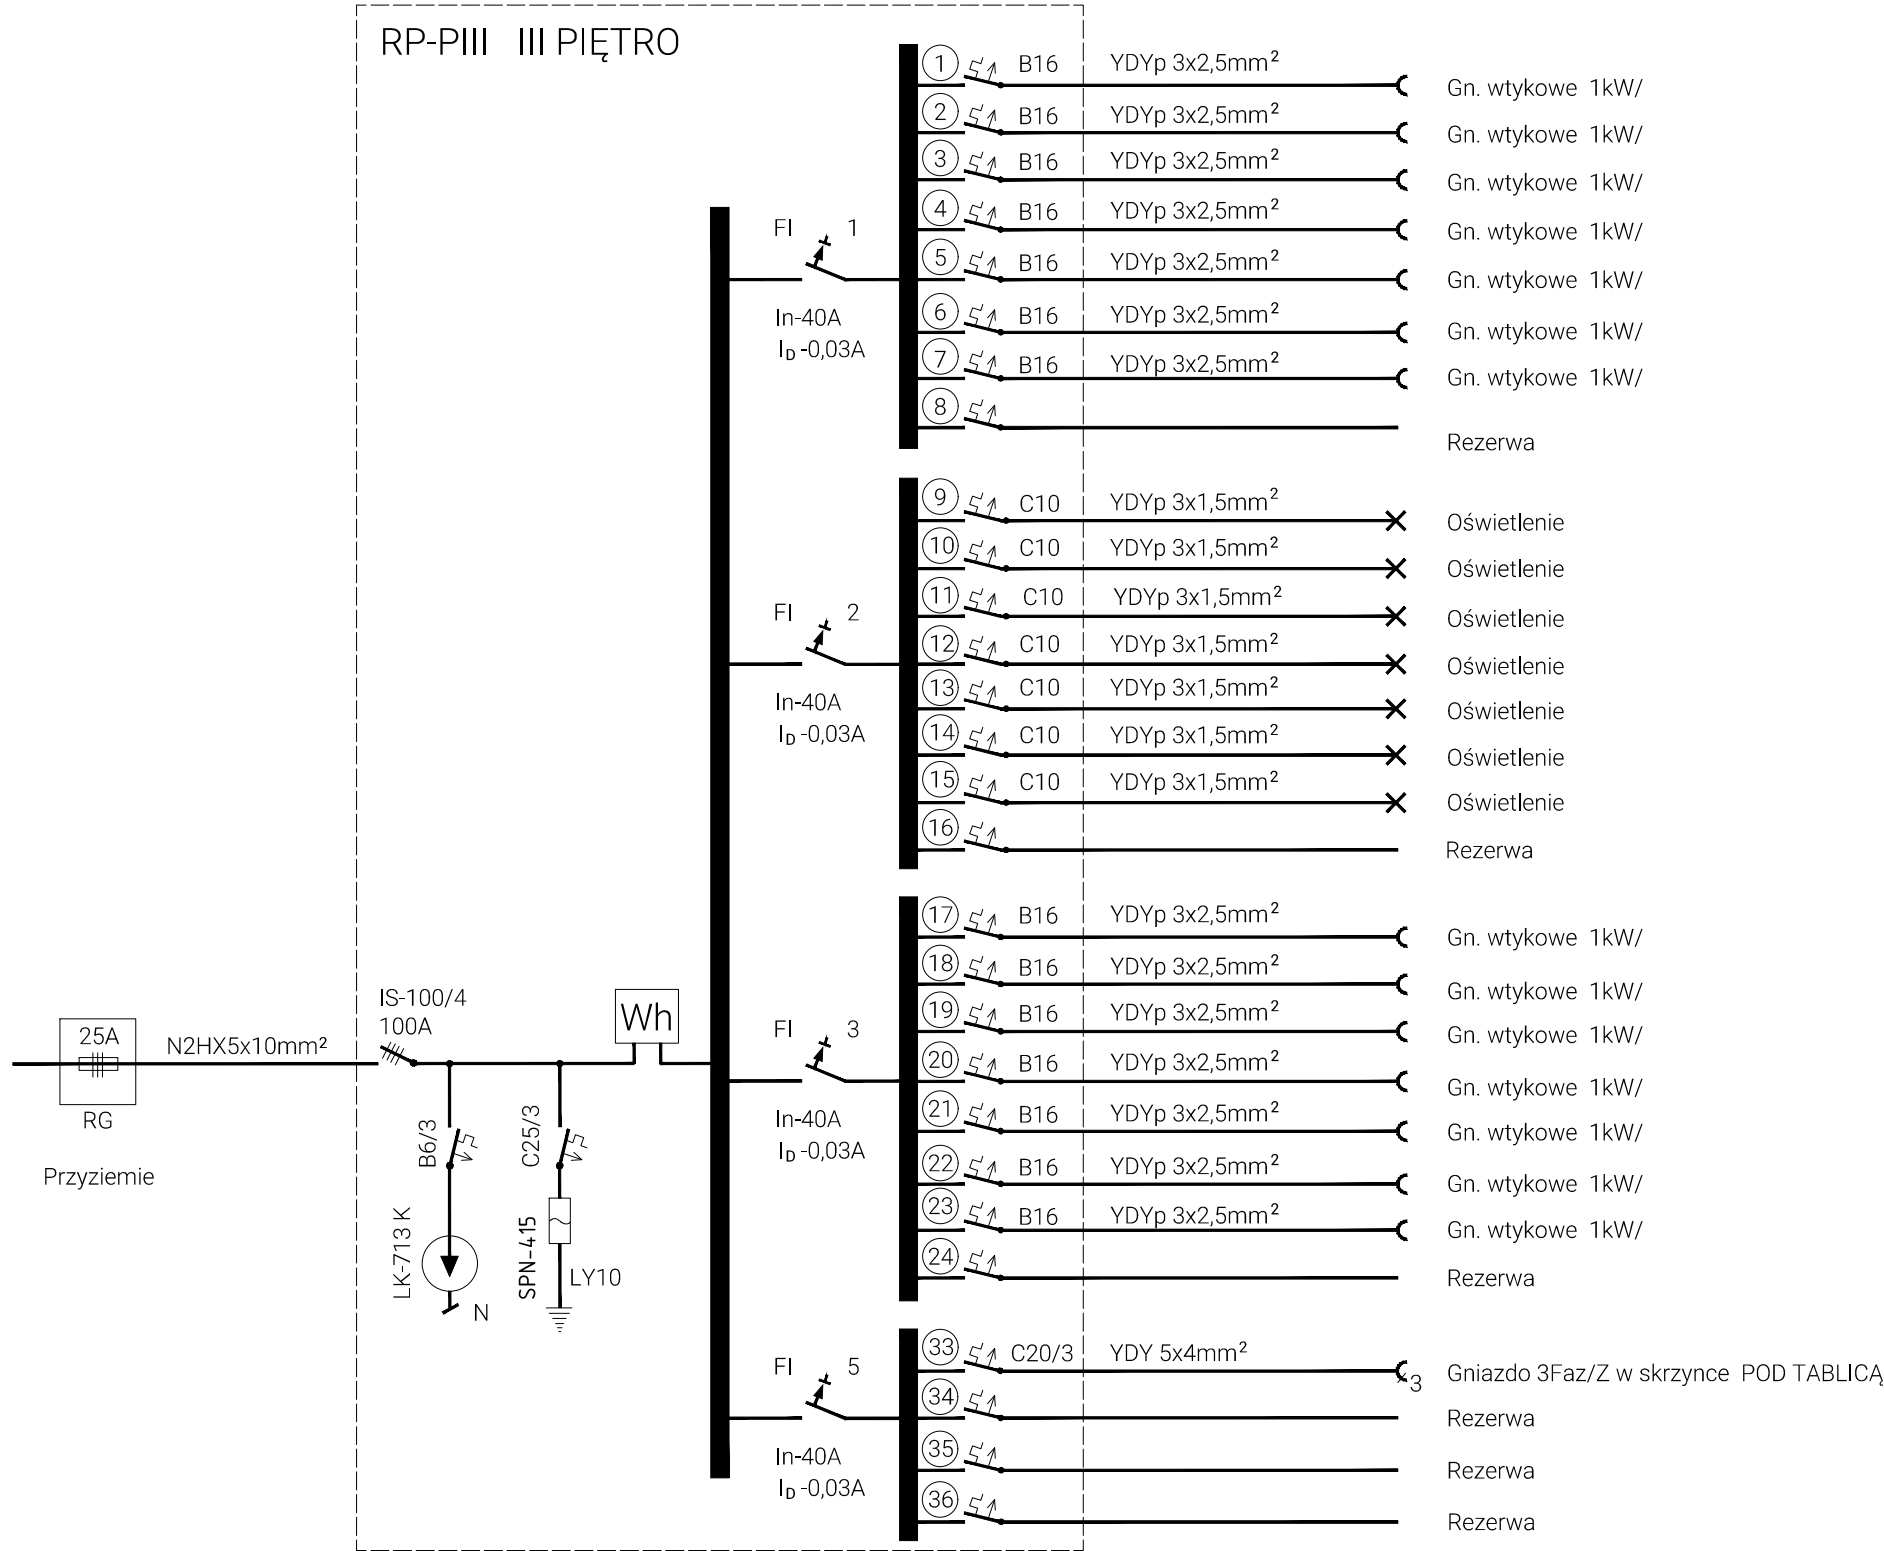 RP-PIII III PIĘTRO
1 B16 YDYp 3x2,5mm² Gn. wtykowe 1kW/
2 B16 YDYp 3x2,5mm² Gn. wtykowe 1kW/
3 B16 YDYp 3x2,5mm² Gn. wtykowe 1kW/
4 B16 YDYp 3x2,5mm² Gn. wtykowe 1kW/
5 B16 YDYp 3x2,5mm² Gn. wtykowe 1kW/
6 B16 YDYp 3x2,5mm² Gn. wtykowe 1kW/
7 B16 YDYp 3x2,5mm² Gn. wtykowe 1kW/
8 Rezerwa
FI 1
In-40A
ID-0,03A
9 C10 YDYp 3x1,5mm² Oświetlenie
10 C10 YDYp 3x1,5mm² Oświetlenie
11 C10 YDYp 3x1,5mm² Oświetlenie
12 C10 YDYp 3x1,5mm² Oświetlenie
13 C10 YDYp 3x1,5mm² Oświetlenie
14 C10 YDYp 3x1,5mm² Oświetlenie
15 C10 YDYp 3x1,5mm² Oświetlenie
16 Rezerwa
FI 2
In-40A
ID-0,03A
17 B16 YDYp 3x2,5mm² Gn. wtykowe 1kW/
18 B16 YDYp 3x2,5mm² Gn. wtykowe 1kW/
19 B16 YDYp 3x2,5mm² Gn. wtykowe 1kW/
20 B16 YDYp 3x2,5mm² Gn. wtykowe 1kW/
21 B16 YDYp 3x2,5mm² Gn. wtykowe 1kW/
22 B16 YDYp 3x2,5mm² Gn. wtykowe 1kW/
23 B16 YDYp 3x2,5mm² Gn. wtykowe 1kW/
24 Rezerwa
FI 3
In-40A
ID-0,03A
33 C20/3 YDY 5x4mm² 3 Gniazdo 3Faz/Z w skrzynce POD TABLICĄ
34 Rezerwa
35 Rezerwa
36 Rezerwa
FI 5
In-40A
ID-0,03A
25A
RG
Przyziemie
N2HX5x10mm²
IS-100/4
100A
Wh
B6/3
C25/3
LK-713 K
N
SPN-415
LY10